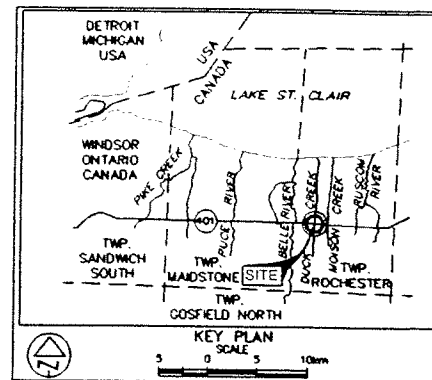 DETROIT
MICHIGAN
USA
USA
CANADA
LAKE ST. CLAIR
WINDSOR
ONTARIO
CANADA
PIKE CREEK
PUCE RIVER
BELLE RIVER
DUCK CREEK
MOISON CREEK
RUSCOM RIVER
401
TWP.
SANDWICH
SOUTH
TWP.
MAIDSTONE
SITE
TWP.
ROCHESTER
TWP.
GOSFIELD NORTH
KEY PLAN
SCALE
5 0 5 10km
N